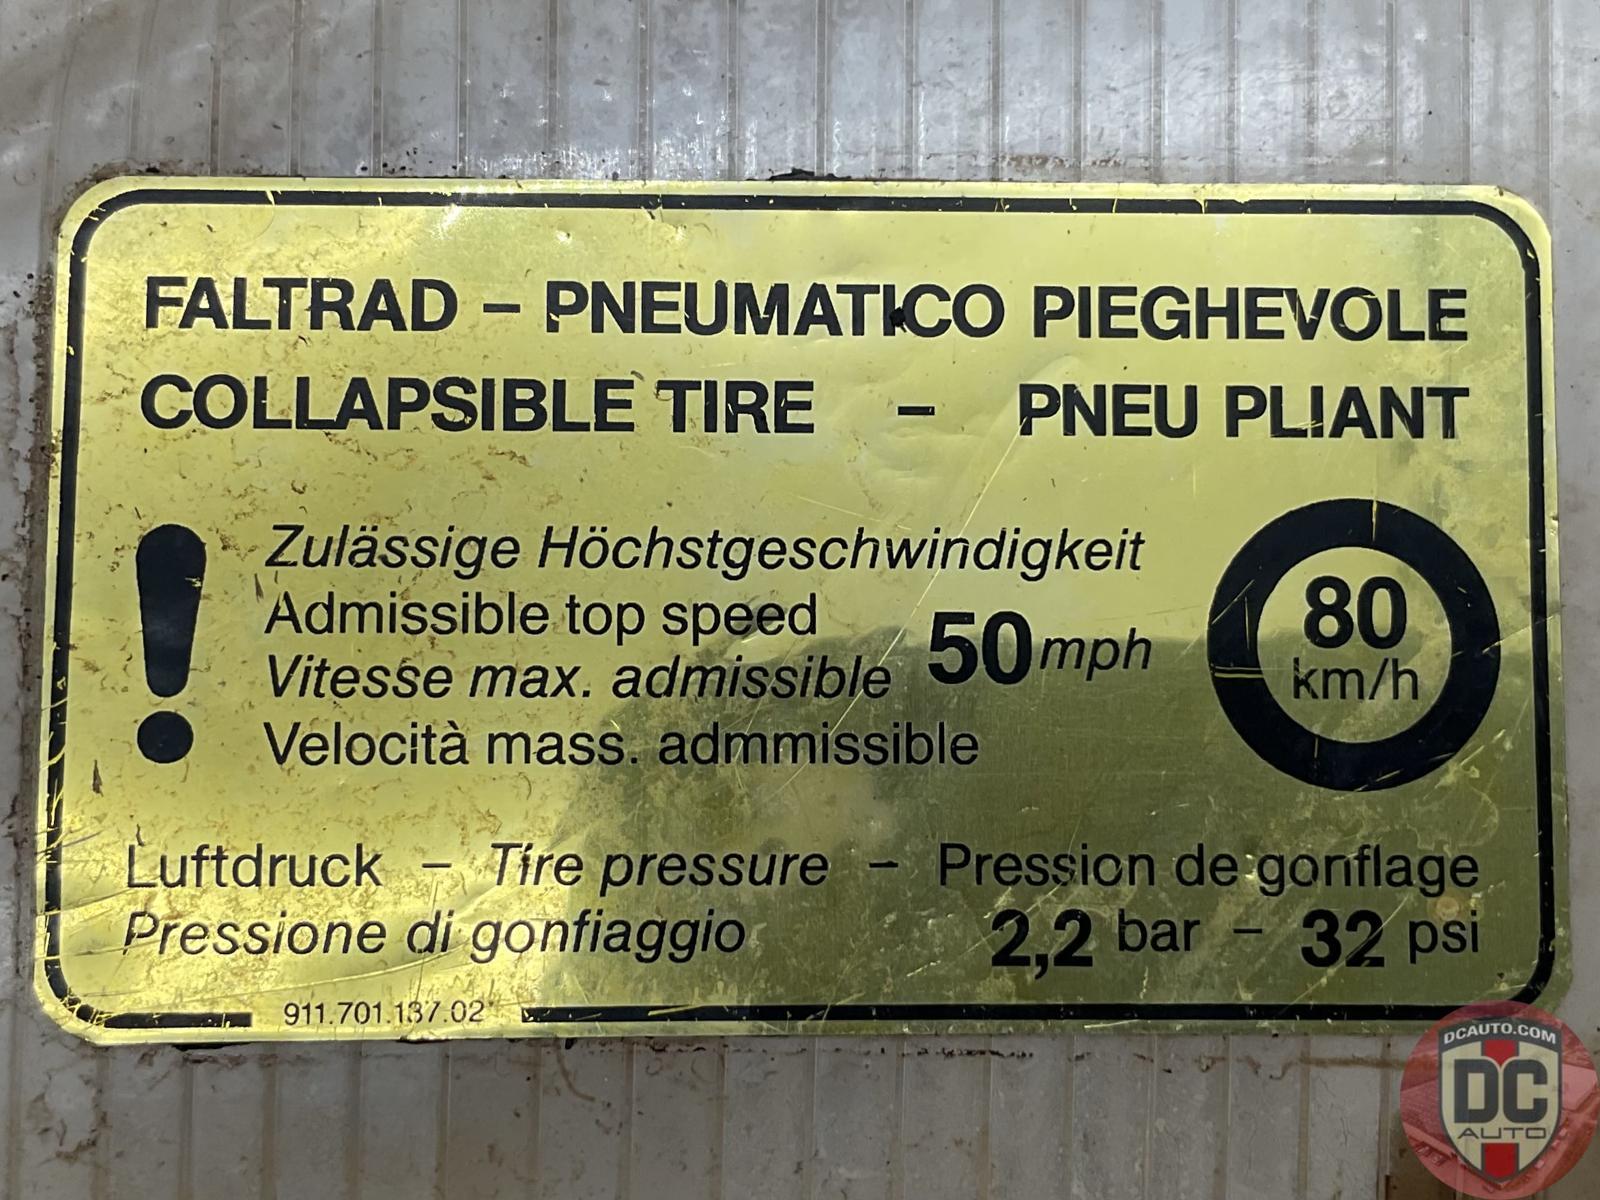 FALTRAD – PNEUMATICO PIEGHEVOLE
COLLAPSIBLE TIRE – PNEU PLIANT
Zulässige Höchstgeschwindigkeit
Admissible top speed
Vitesse max. admissible
Velocità mass. admmissible
50 mph
80
km/h
Luftdruck – Tire pressure – Pression de gonflage
Pressione di gonfiaggio 2,2 bar – 32 psi
911.701.137.02
DCAUTO.COM
DC
AUTO